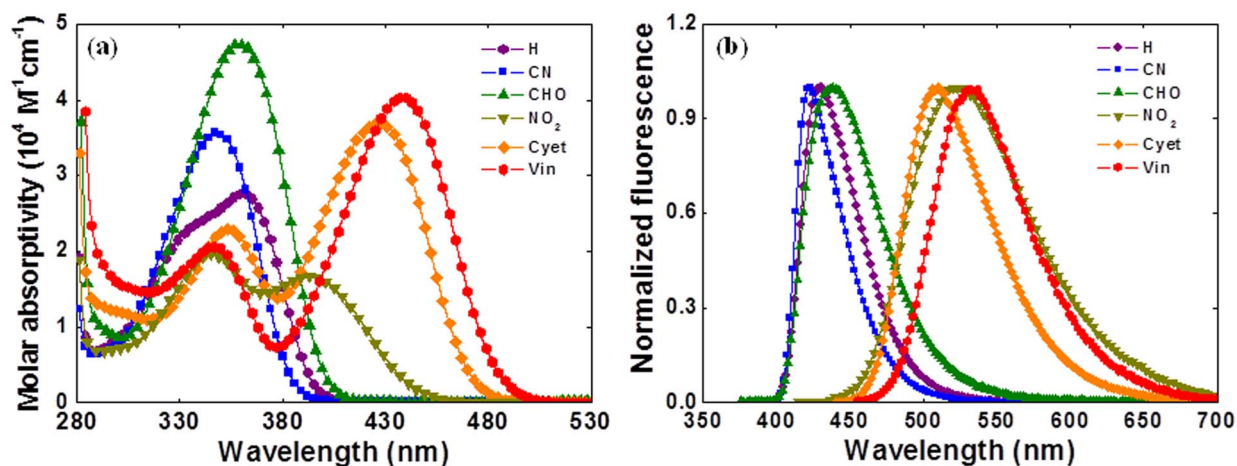 (a)
H
CN
CHO
NO₂
Cyet
Vin
Molar absorptivity (10⁴ M⁻¹cm⁻¹)
5
4
3
2
1
0
280 330 380 430 480 530
Wavelength (nm)
(b)
H
CN
CHO
NO₂
Cyet
Vin
Normalized fluorescence
1.2
0.9
0.6
0.3
0.0
350 400 450 500 550 600 650 700
Wavelength (nm)